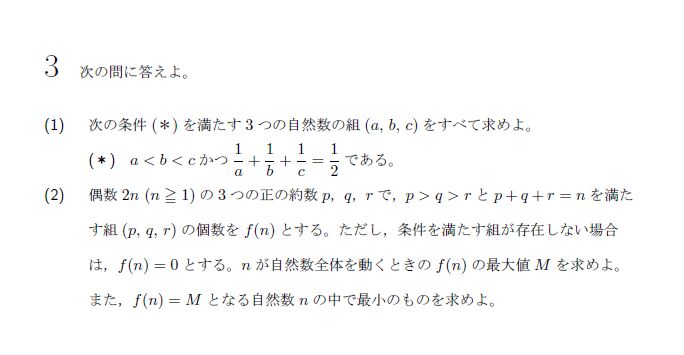 3 次の問に答えよ。
(1) 次の条件 (＊) を満たす 3 つの自然数の組 (a, b, c) をすべて求めよ。
(＊) a < b < c かつ 1/a + 1/b + 1/c = 1/2 である。
(2) 偶数 2n (n ≧ 1) の 3 つの正の約数 p, q, r で，p > q > r と p + q + r = n を満た
す組 (p, q, r) の個数を f(n) とする。ただし，条件を満たす組が存在しない場合
は，f(n) = 0 とする。n が自然数全体を動くときの f(n) の最大値 M を求めよ。
また，f(n) = M となる自然数 n の中で最小のものを求めよ。